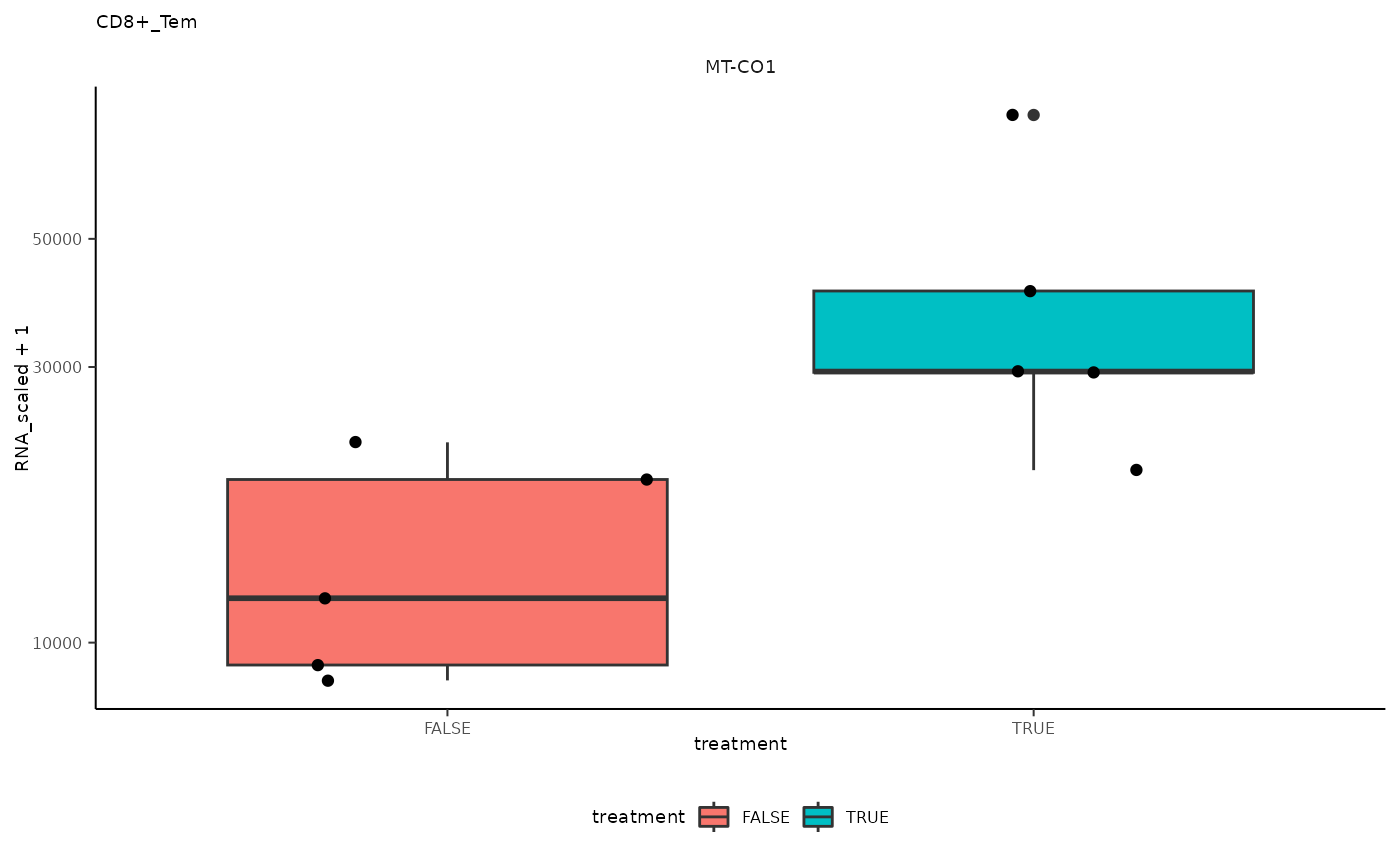 CD8+_Tem
MT-CO1
RNA_scaled + 1
50000
30000
10000
FALSE
TRUE
treatment
treatment FALSE TRUE